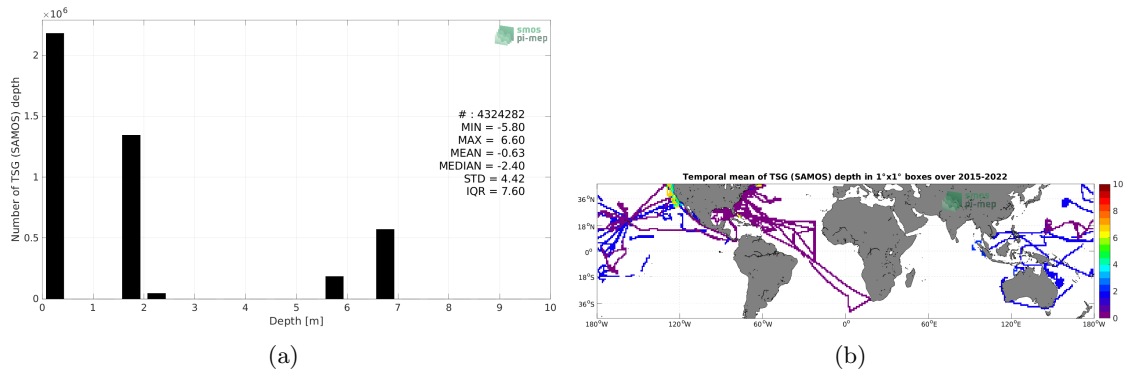 ×10⁶
2
1.5
1
0.5
0
Number of TSG (SAMOS) depth
smos
pi-mep
# : 4324282
MIN = -5.80
MAX = 6.60
MEAN = -0.63
MEDIAN = -2.40
STD = 4.42
IQR = 7.60
0 1 2 3 4 5 6 7 8 9 10
Depth [m]
(a)
Temporal mean of TSG (SAMOS) depth in 1°x1° boxes over 2015-2022
smos
pi-mep
36°N
18°N
0°
18°S
36°S
180°W 120°W 60°W 0°E 60°E 120°E 180°W
10
8
6
4
2
0
(b)